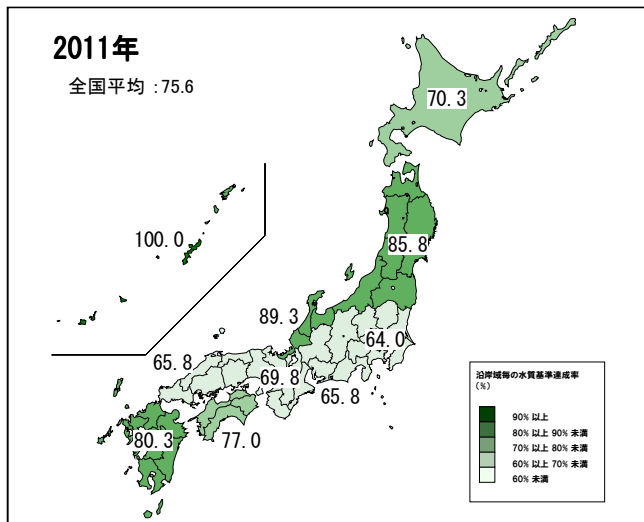 2011年
全国平均 :75.6
70.3
100.0
85.8
89.3
64.0
65.8
69.8
65.8
80.3
77.0
沿岸域毎の水質基準達成率
(%)
90% 以上
80% 以上 90% 未満
70% 以上 80% 未満
60% 以上 70% 未満
60% 未満